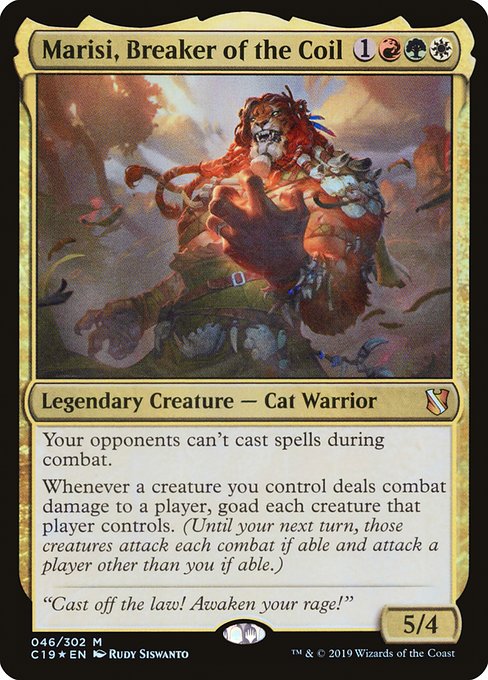 Marisi, Breaker of the Coil 1
Legendary Creature — Cat Warrior
Your opponents can't cast spells during
combat.
Whenever a creature you control deals combat
damage to a player, goad each creature that
player controls. (Until your next turn, those
creatures attack each combat if able and attack a
player other than you if able.)
"Cast off the law! Awaken your rage!"
5/4
046/302 M
C19★EN Rudy Siswanto
™ & © 2019 Wizards of the Coast